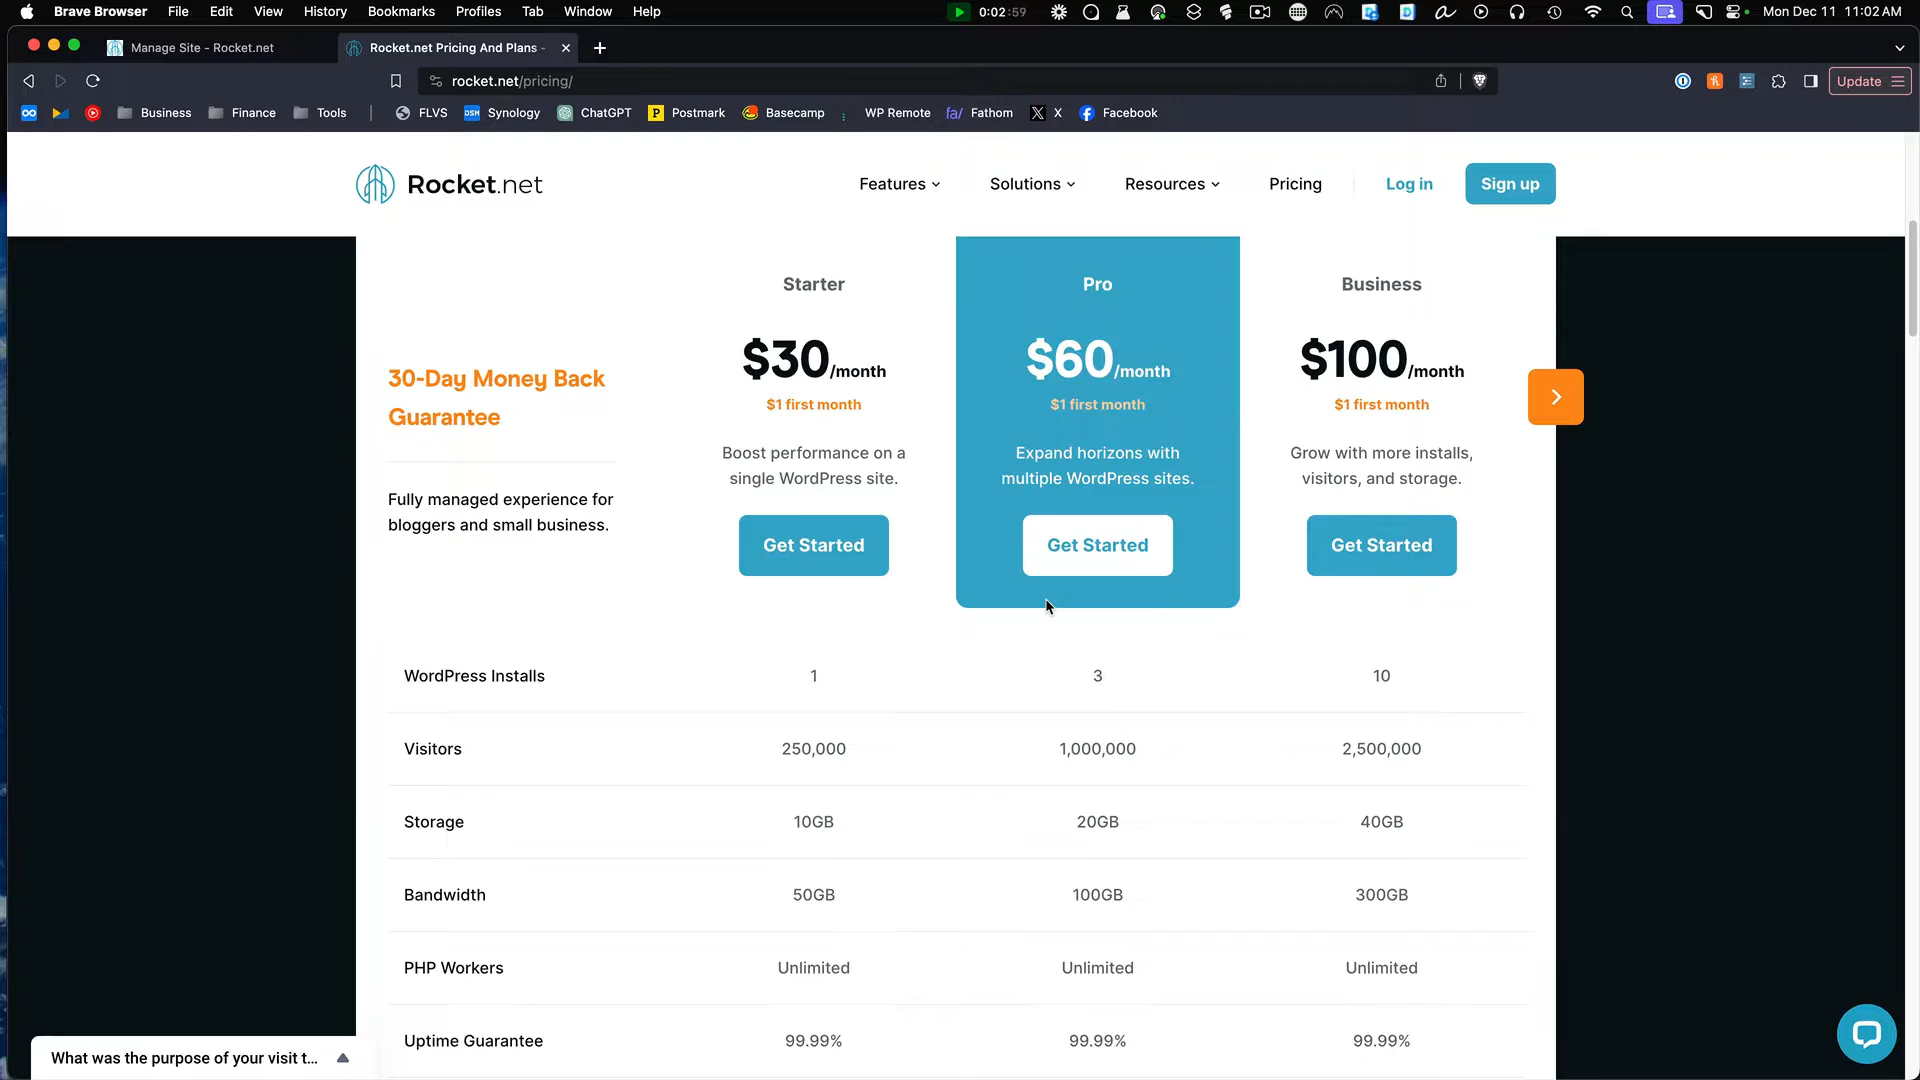 Brave Browser File Edit View History Bookmarks Profiles Tab Window Help 0:02:59 Mon Dec 11 11:02 AM
Manage Site - Rocket.net Rocket.net Pricing And Plans -
rocket.net/pricing/ Update
Business Finance Tools FLVS DSM Synology ChatGPT P Postmark Basecamp WP Remote fa/ Fathom X X Facebook
Rocket.net Features Solutions Resources Pricing Log in Sign up
Starter Pro Business
$30/month $60/month $100/month
$1 first month $1 first month $1 first month
30-Day Money Back
Guarantee
Boost performance on a Expand horizons with Grow with more installs,
single WordPress site. multiple WordPress sites. visitors, and storage.
Fully managed experience for
bloggers and small business.
Get Started Get Started Get Started
WordPress Installs 1 3 10
Visitors 250,000 1,000,000 2,500,000
Storage 10GB 20GB 40GB
Bandwidth 50GB 100GB 300GB
PHP Workers Unlimited Unlimited Unlimited
Uptime Guarantee 99.99% 99.99% 99.99%
What was the purpose of your visit t...